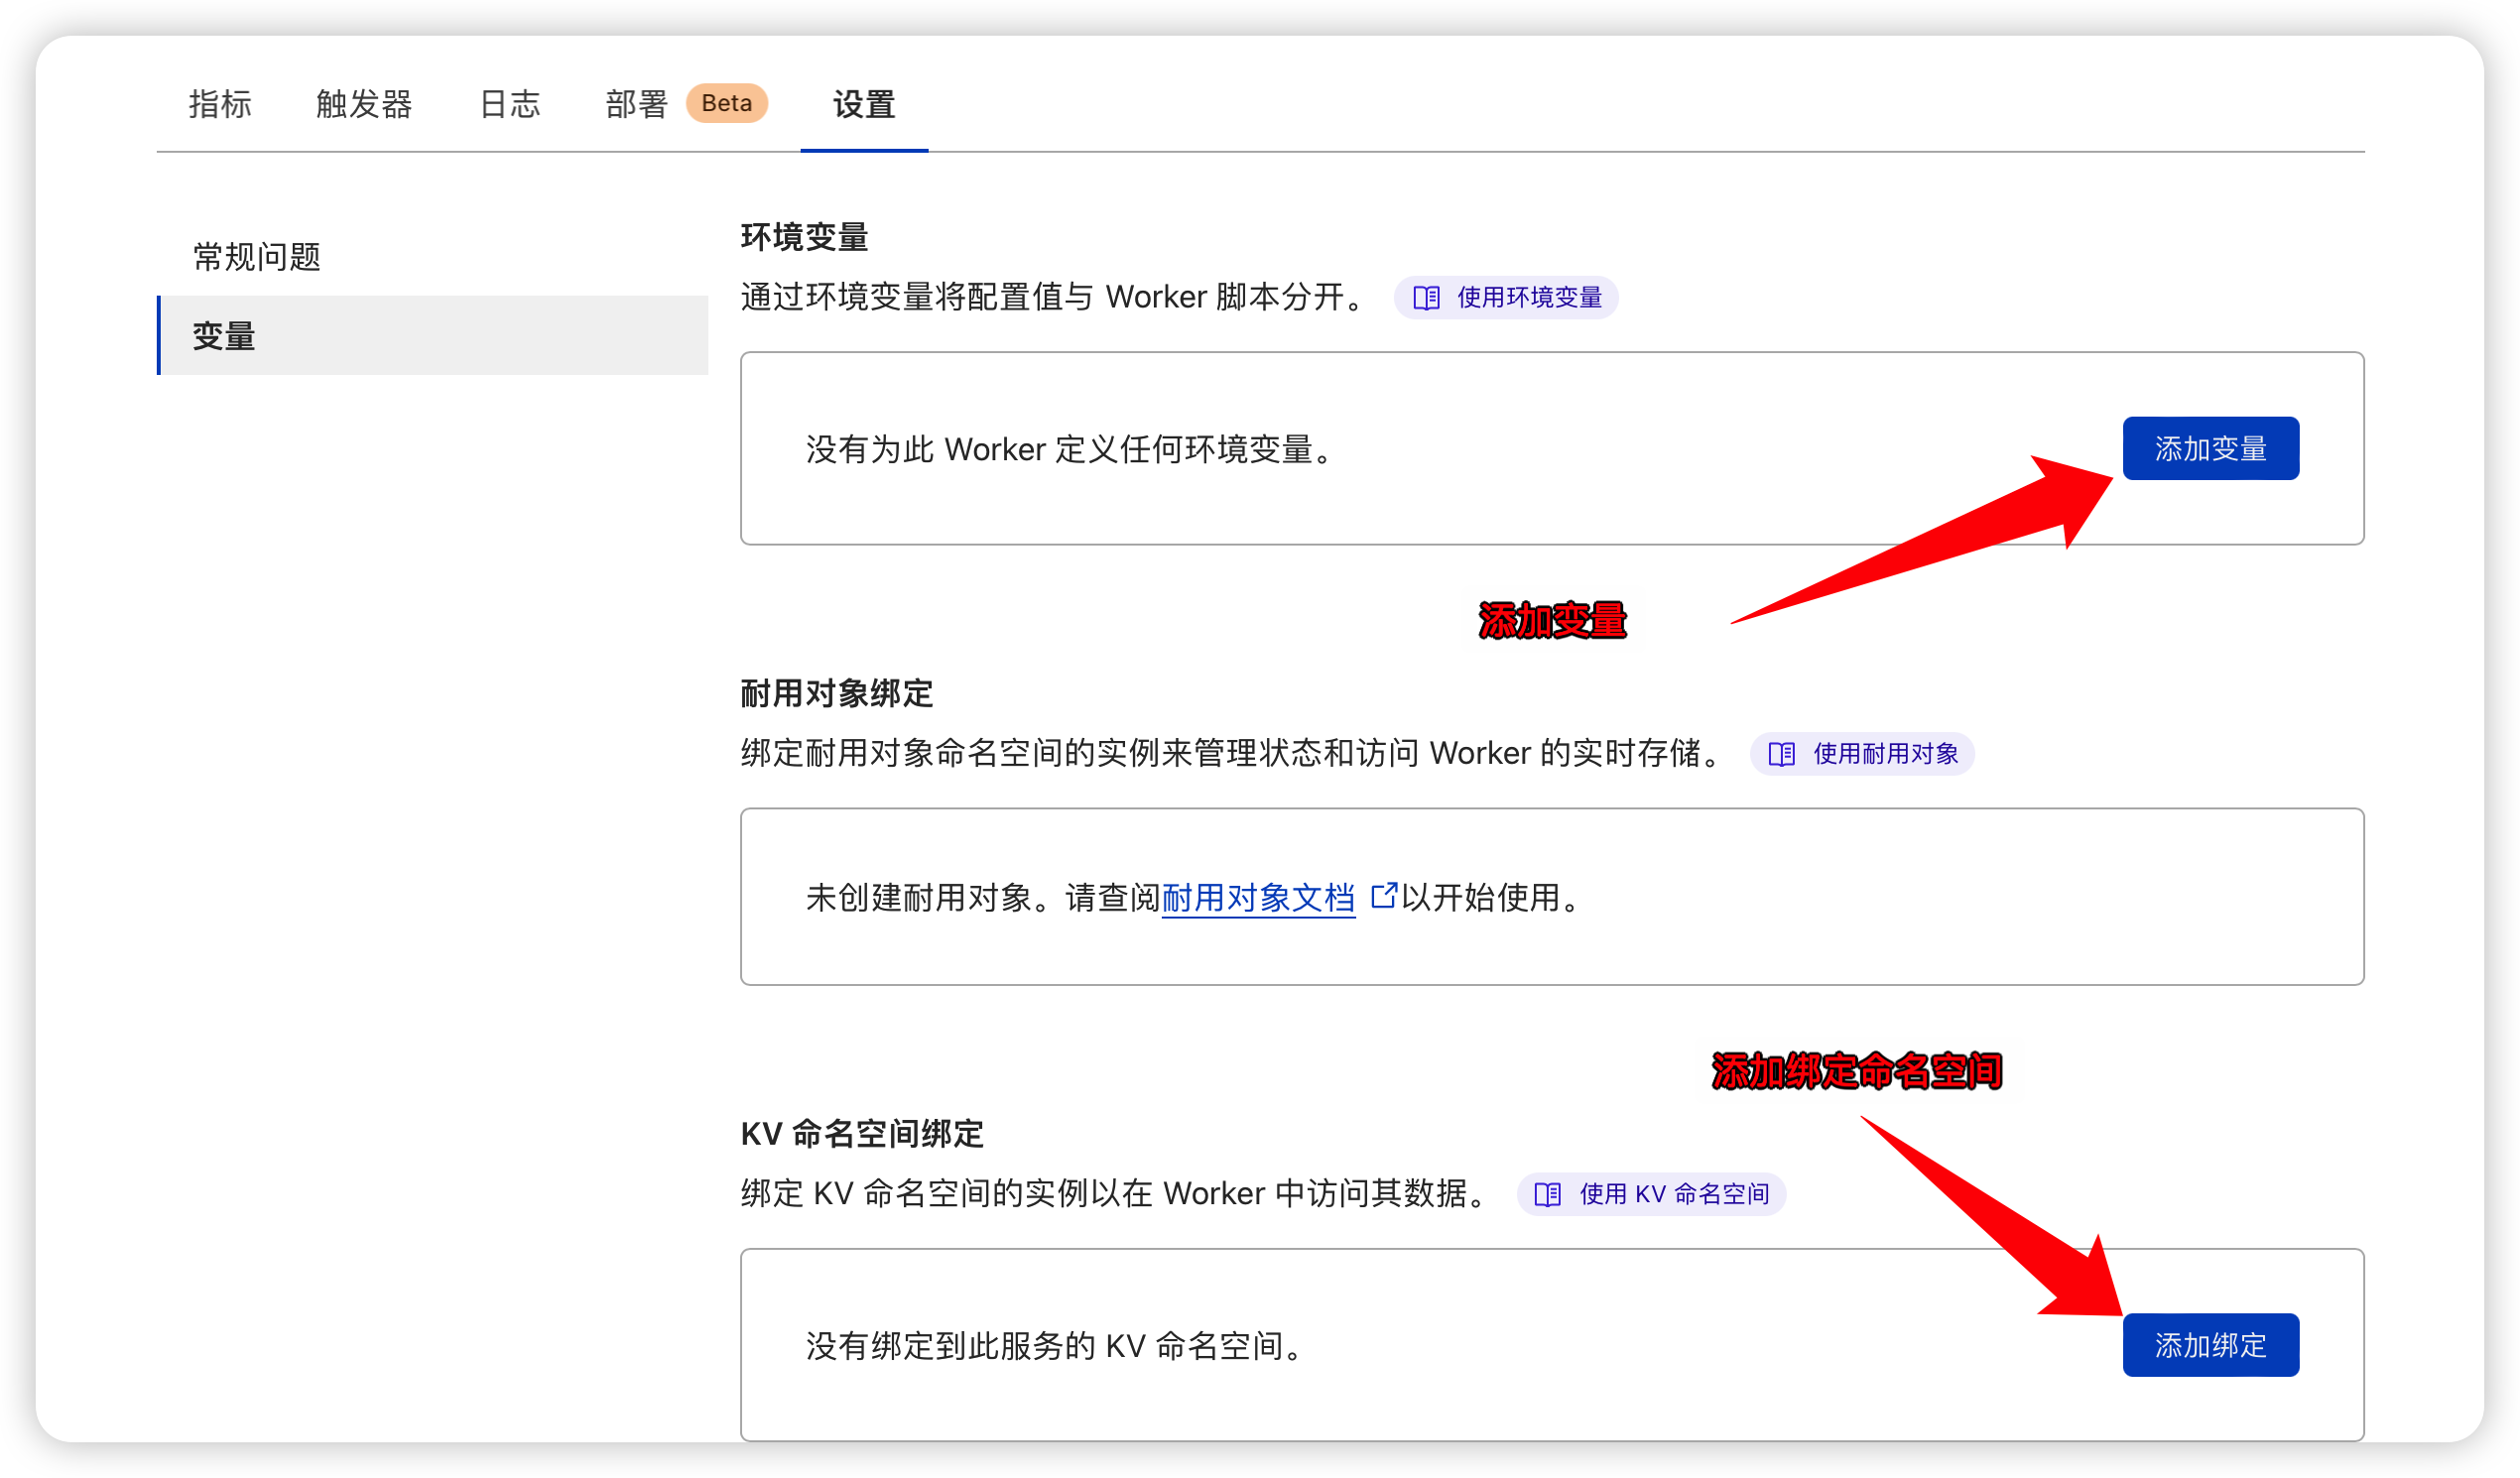 指标 触发器 日志 部署 Beta 设置
常规问题
变量
环境变量
通过环境变量将配置值与 Worker 脚本分开。 使用环境变量
没有为此 Worker 定义任何环境变量。 添加变量
添加变量
耐用对象绑定
绑定耐用对象命名空间的实例来管理状态和访问 Worker 的实时存储。 使用耐用对象
未创建耐用对象。请查阅耐用对象文档 以开始使用。
添加绑定命名空间
KV 命名空间绑定
绑定 KV 命名空间的实例以在 Worker 中访问其数据。 使用 KV 命名空间
没有绑定到此服务的 KV 命名空间。 添加绑定